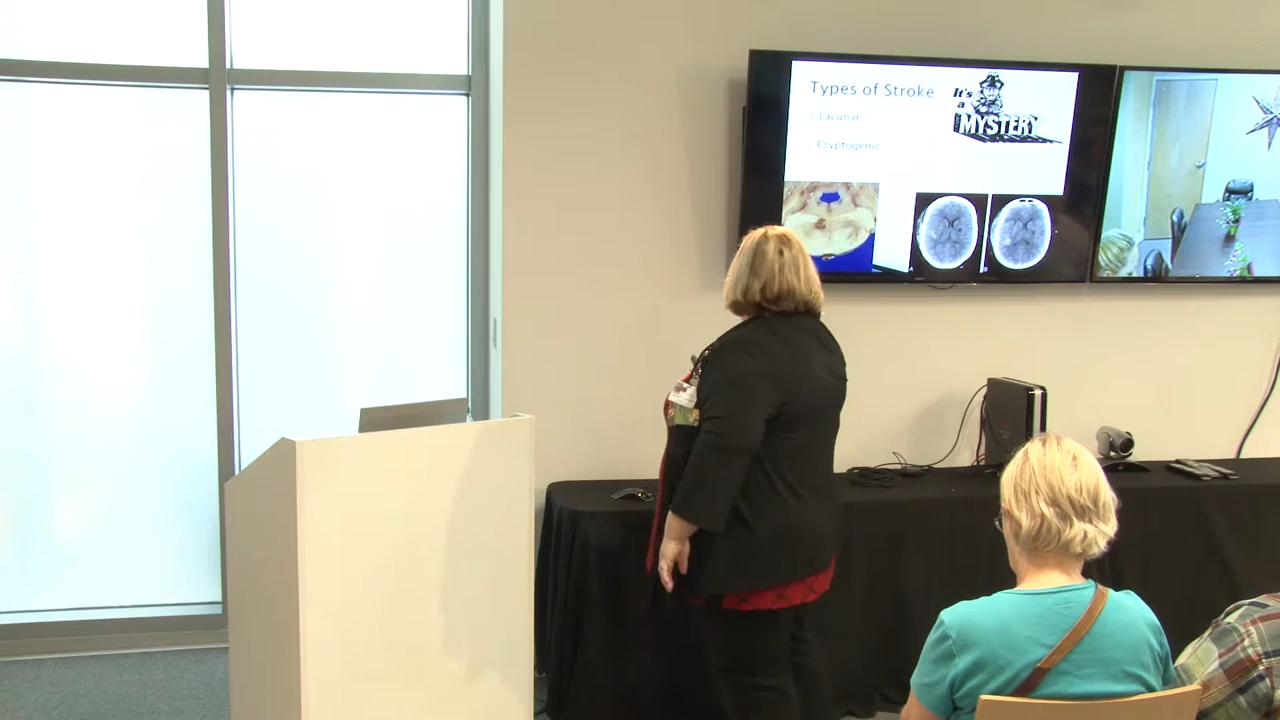 Types of Stroke
It's
a
MYSTERY
Lacunar
Cryptogenic